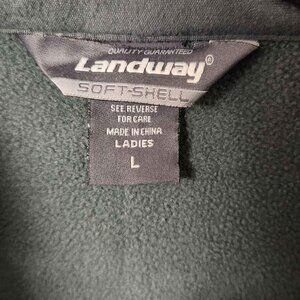 QUALITY GUARANTEED
Landway®
SOFT-SHELL
SEE REVERSE
FOR CARE
MADE IN CHINA
LADIES
L